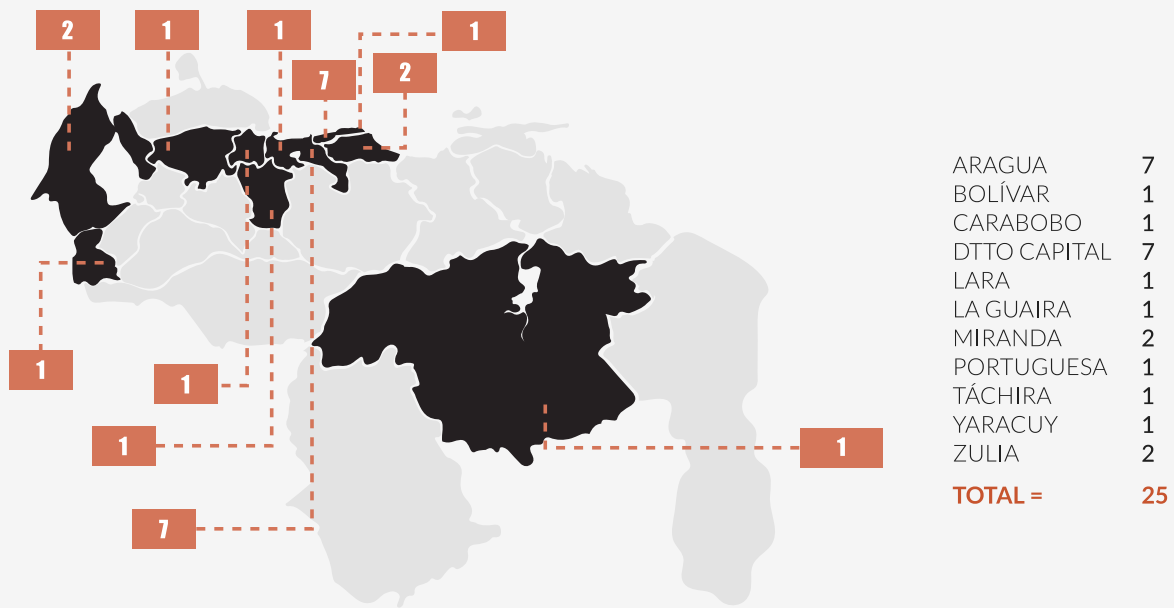 2
1
1
1
7
2
1
1
1
1
7
ARAGUA 7
BOLÍVAR 1
CARABOBO 1
DTTO CAPITAL 7
LARA 1
LA GUAIRA 1
MIRANDA 2
PORTUGUESA 1
TÁCHIRA 1
YARACUY 1
ZULIA 2
TOTAL = 25